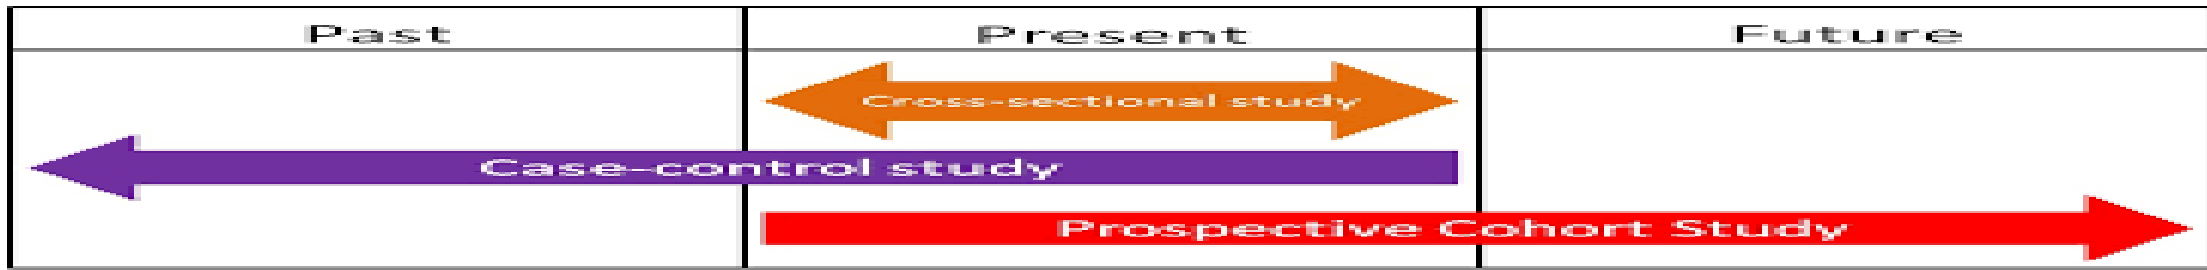 Past Present Future
Cross-sectional study
Case-control study
Prospective Cohort Study